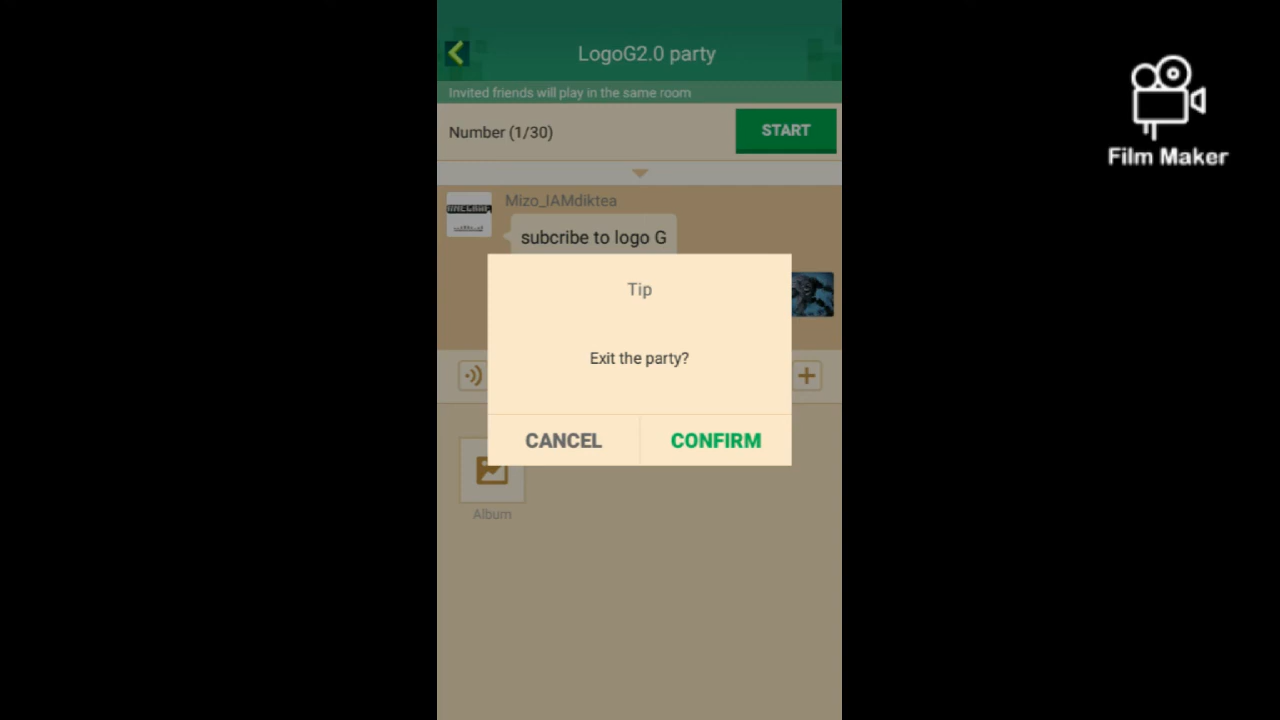 LogoG2.0 party
Invited friends will play in the same room
Number (1/30)
START
Mizo_IAMdiktea
subcribe to logo G
Tip
Exit the party?
CANCEL
CONFIRM
Album
Film Maker